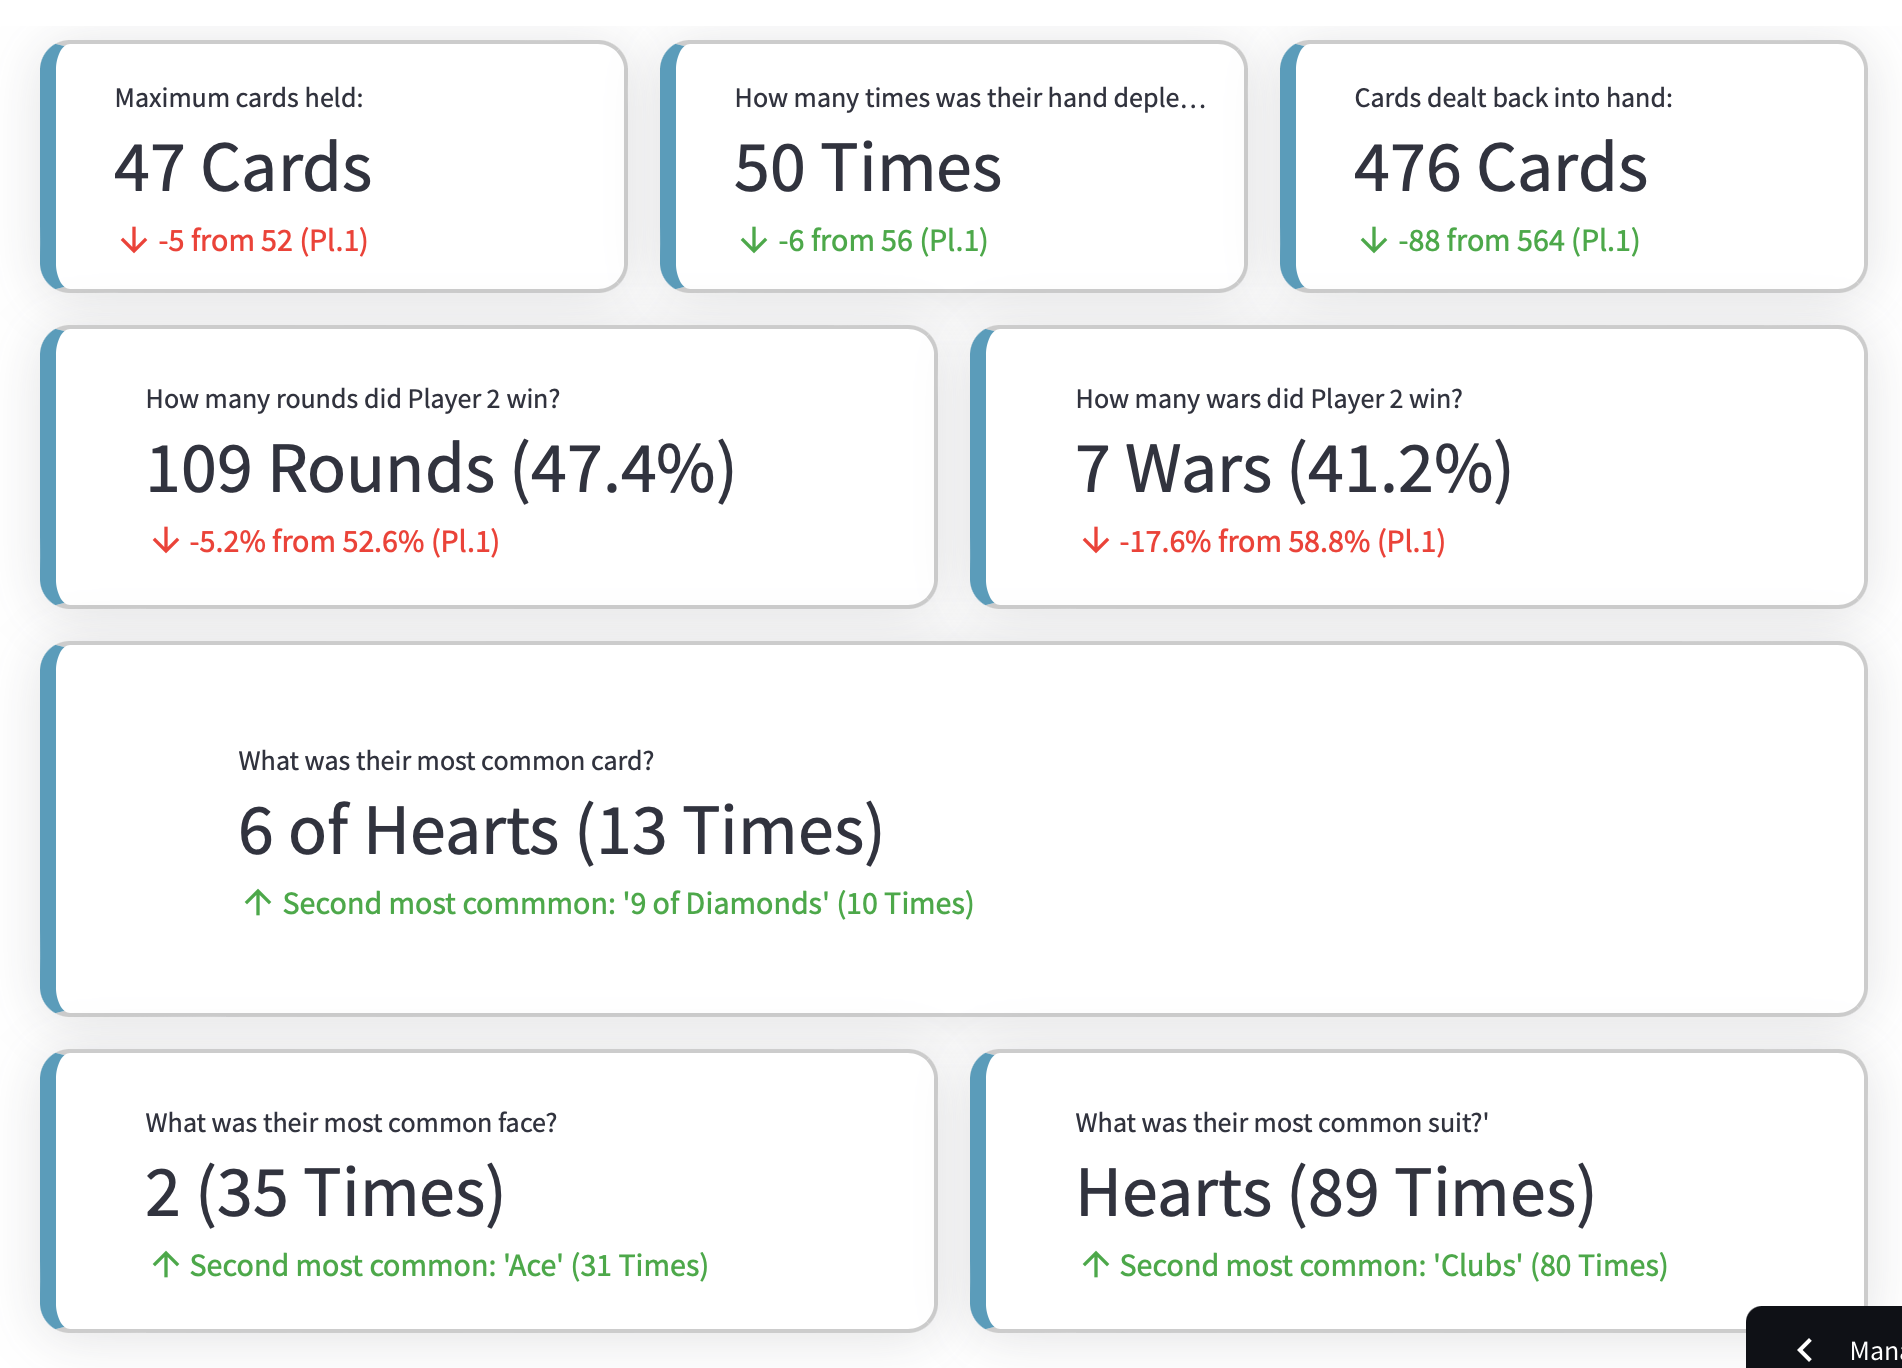 Maximum cards held:
47 Cards
↓ -5 from 52 (Pl.1)
How many times was their hand deple…
50 Times
↓ -6 from 56 (Pl.1)
Cards dealt back into hand:
476 Cards
↓ -88 from 564 (Pl.1)
How many rounds did Player 2 win?
109 Rounds (47.4%)
↓ -5.2% from 52.6% (Pl.1)
How many wars did Player 2 win?
7 Wars (41.2%)
↓ -17.6% from 58.8% (Pl.1)
What was their most common card?
6 of Hearts (13 Times)
↑ Second most commmon: '9 of Diamonds' (10 Times)
What was their most common face?
2 (35 Times)
↑ Second most common: 'Ace' (31 Times)
What was their most common suit?'
Hearts (89 Times)
↑ Second most common: 'Clubs' (80 Times)